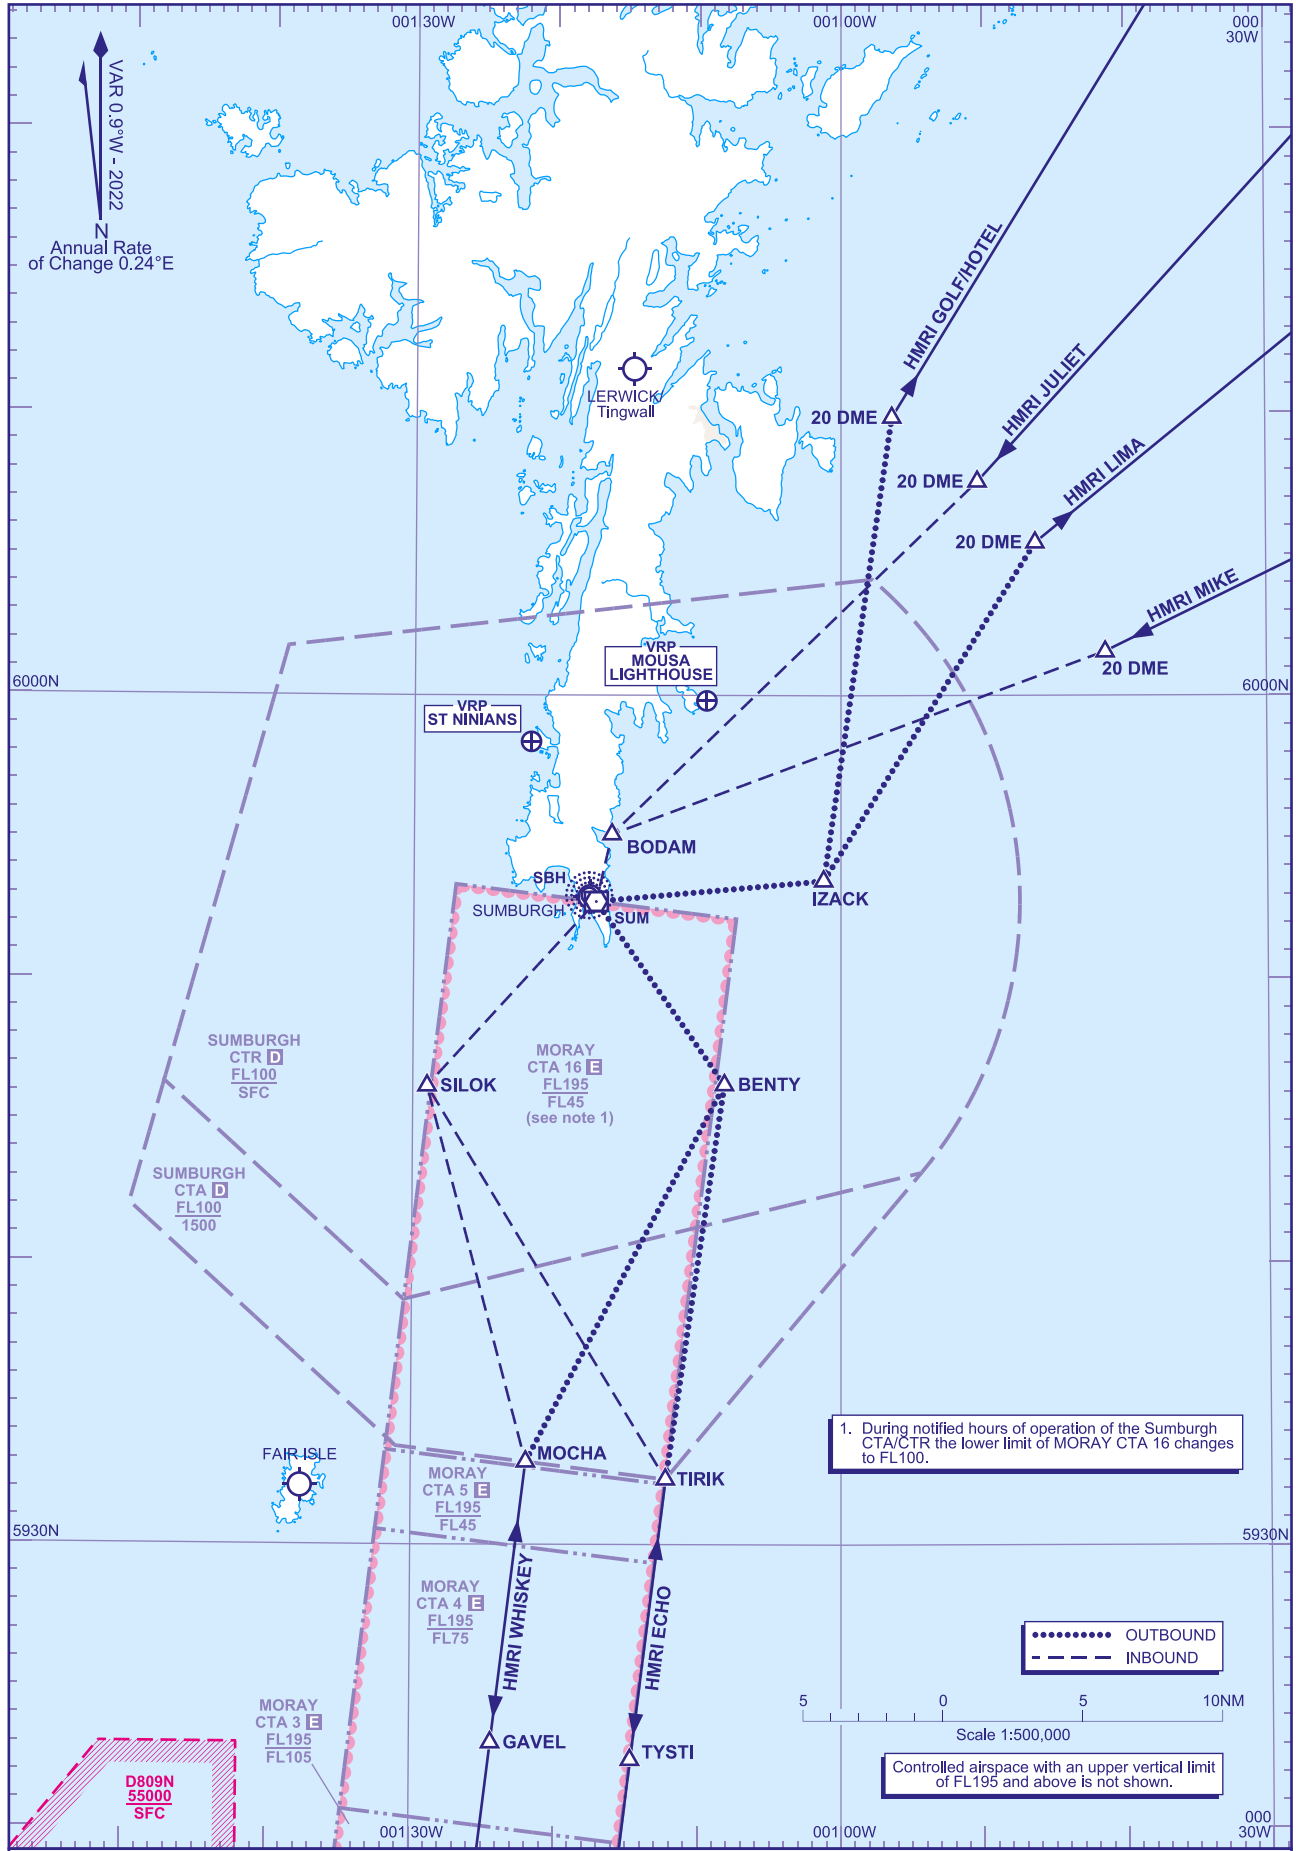 00130W
001 00W
000
30W
VAR 0.9°W - 2022
N
Annual Rate
of Change 0.24°E
HMRI GOLF/HOTEL
HMRI JULIET
HMRI LIMA
HMRI MIKE
LERWICK
Tingwall
20 DME
20 DME
20 DME
20 DME
VRP
MOUSA
LIGHTHOUSE
6000N
6000N
VRP
ST NINIANS
BODAM
SBH
SUMBURGH
SUM
IZACK
SUMBURGH
CTR D
FL100
SFC
MORAY
CTA 16 E
FL195
FL45
(see note 1)
SILOK
BENTY
SUMBURGH
CTA D
FL100
1500
1. During notified hours of operation of the Sumburgh
CTA/CTR the lower limit of MORAY CTA 16 changes
to FL100.
FAIR ISLE
MOCHA
TIRIK
MORAY
CTA 5 E
FL195
FL45
5930N
5930N
MORAY
CTA 4 E
FL195
FL75
HMRI WHISKEY
HMRI ECHO
OUTBOUND
INBOUND
5 0 5 10NM
Scale 1:500,000
MORAY
CTA 3 E
FL195
FL105
GAVEL
TYSTI
Controlled airspace with an upper vertical limit
of FL195 and above is not shown.
D809N
55000
SFC
001 30W
001 00W
000
30W